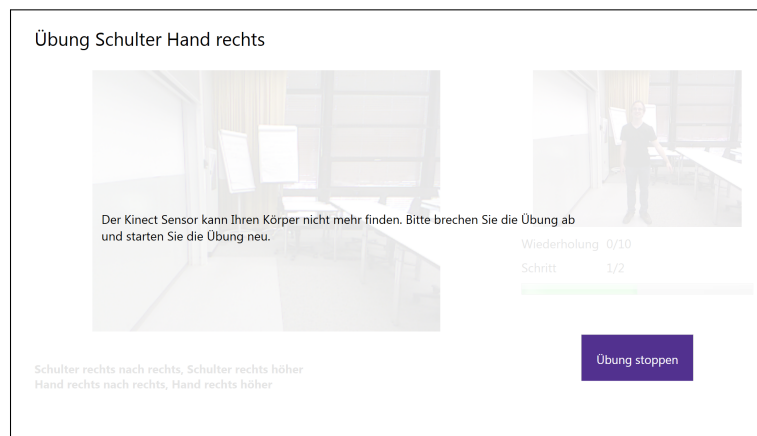 Übung Schulter Hand rechts
Der Kinect Sensor kann Ihren Körper nicht mehr finden. Bitte brechen Sie die Übung ab
und starten Sie die Übung neu.
Wiederholung 0/10
Schritt 1/2
Übung stoppen
Schulter rechts nach rechts, Schulter rechts höher
Hand rechts nach rechts, Hand rechts höher